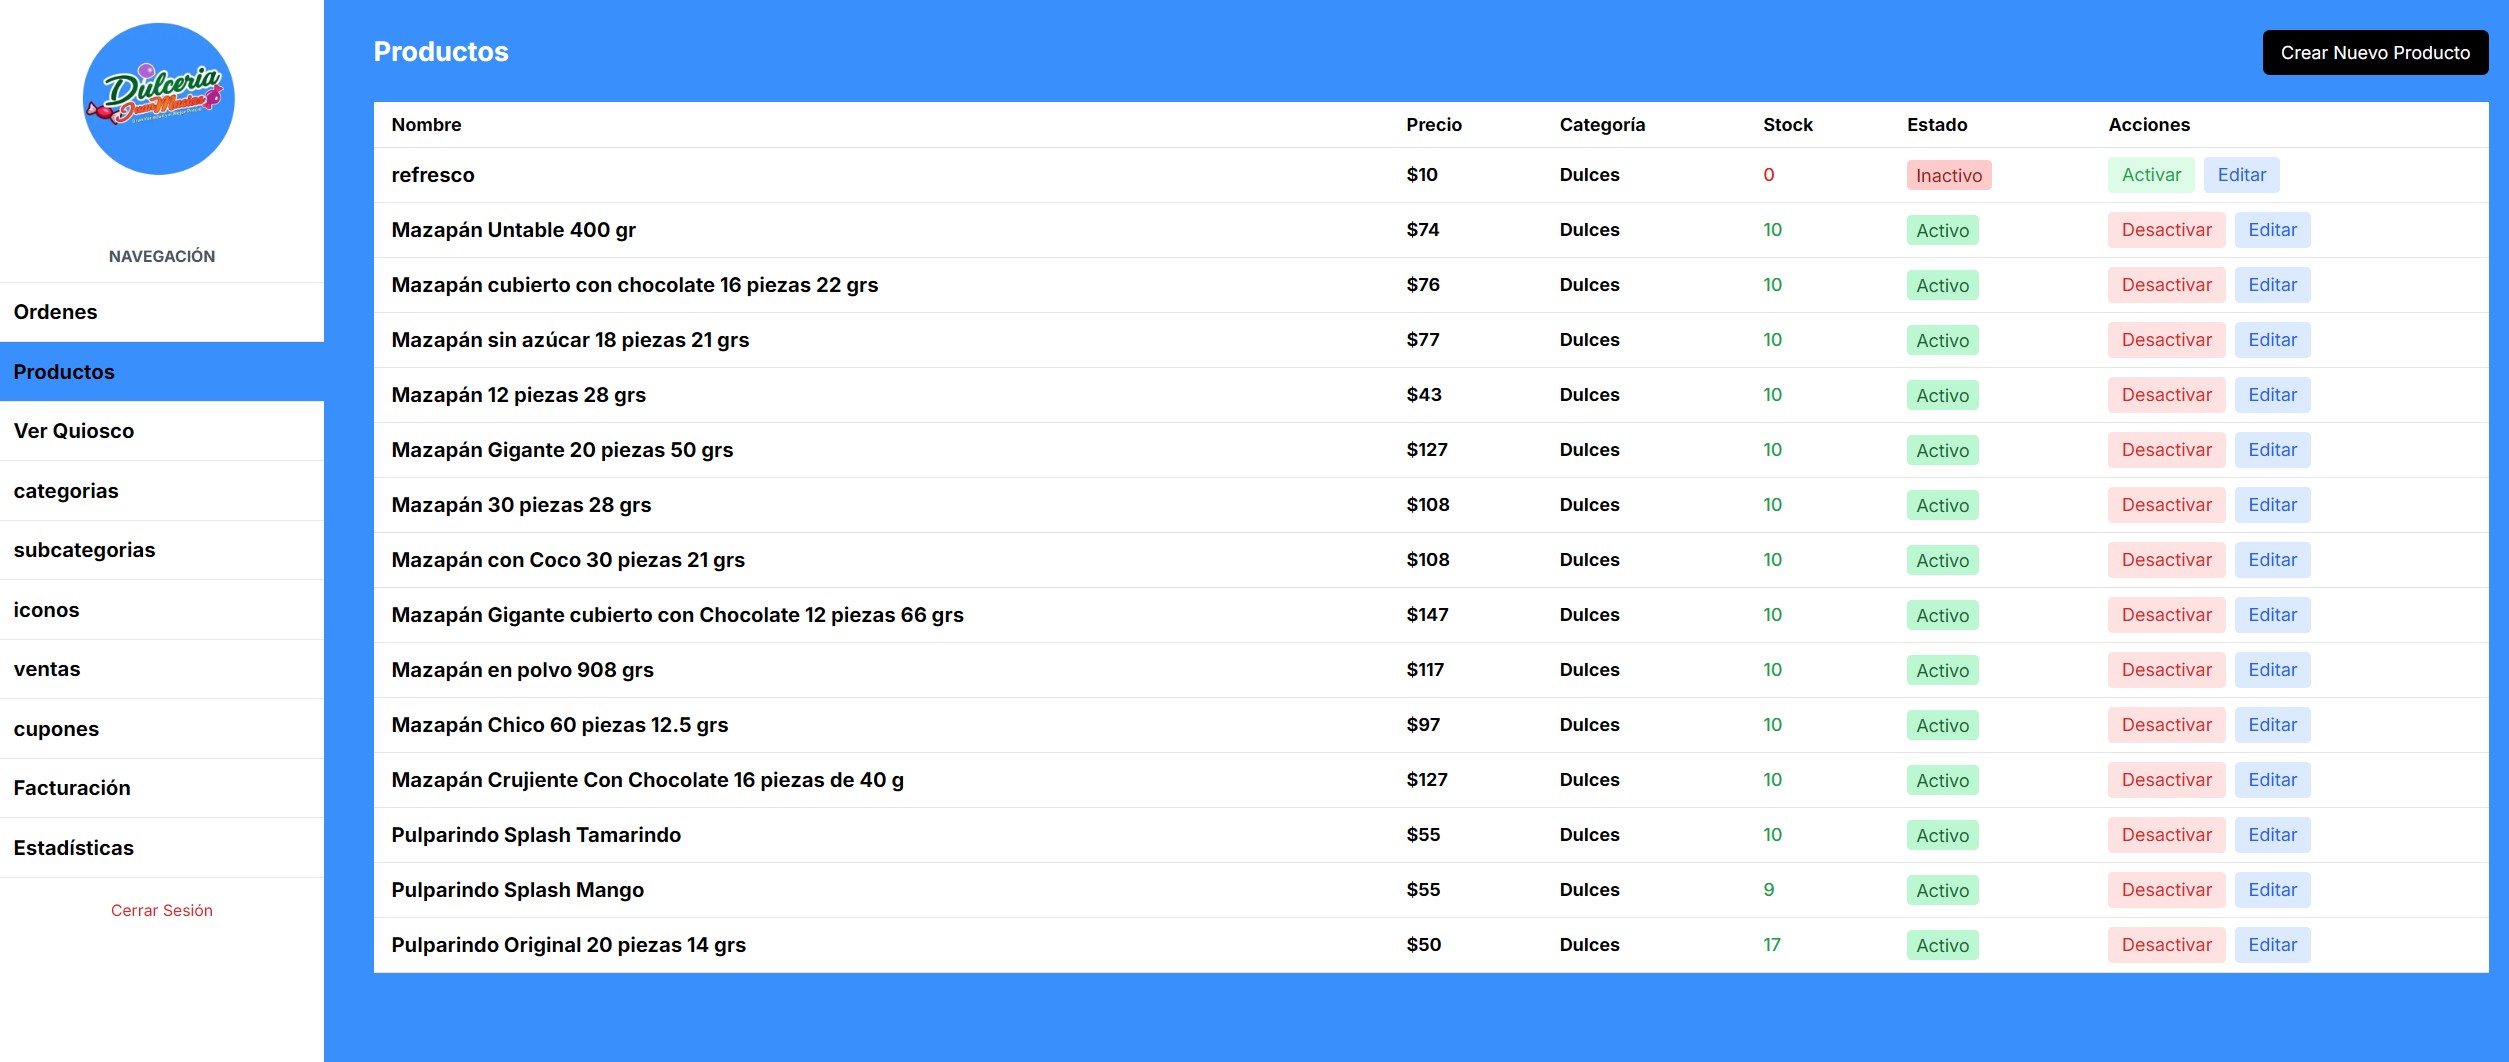 Dulceria
Juan Macias
NAVEGACIÓN
Ordenes
Productos
Ver Quiosco
categorias
subcategorias
iconos
ventas
cupones
Facturación
Estadísticas
Cerrar Sesión
Productos
Crear Nuevo Producto
Nombre Precio Categoría Stock Estado Acciones
refresco $10 Dulces 0 Inactivo Activar Editar
Mazapán Untable 400 gr $74 Dulces 10 Activo Desactivar Editar
Mazapán cubierto con chocolate 16 piezas 22 grs $76 Dulces 10 Activo Desactivar Editar
Mazapán sin azúcar 18 piezas 21 grs $77 Dulces 10 Activo Desactivar Editar
Mazapán 12 piezas 28 grs $43 Dulces 10 Activo Desactivar Editar
Mazapán Gigante 20 piezas 50 grs $127 Dulces 10 Activo Desactivar Editar
Mazapán 30 piezas 28 grs $108 Dulces 10 Activo Desactivar Editar
Mazapán con Coco 30 piezas 21 grs $108 Dulces 10 Activo Desactivar Editar
Mazapán Gigante cubierto con Chocolate 12 piezas 66 grs $147 Dulces 10 Activo Desactivar Editar
Mazapán en polvo 908 grs $117 Dulces 10 Activo Desactivar Editar
Mazapán Chico 60 piezas 12.5 grs $97 Dulces 10 Activo Desactivar Editar
Mazapán Crujiente Con Chocolate 16 piezas de 40 g $127 Dulces 10 Activo Desactivar Editar
Pulparindo Splash Tamarindo $55 Dulces 10 Activo Desactivar Editar
Pulparindo Splash Mango $55 Dulces 9 Activo Desactivar Editar
Pulparindo Original 20 piezas 14 grs $50 Dulces 17 Activo Desactivar Editar